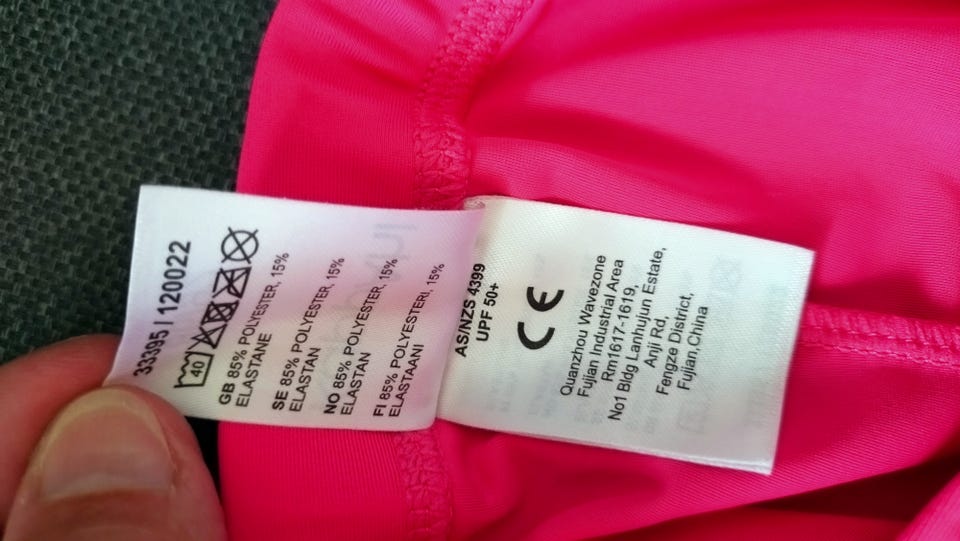 33395 | 120022
40
GB 85% POLYESTER, 15%
ELASTANE
SE 85% POLYESTER, 15%
ELASTAN
NO 85% POLYESTER, 15%
ELASTAN
FI 85% POLYESTERI, 15%
ELASTAANI
AS/NZS 4399
UPF 50+
CE
Quanzhou Wavezone
Fujian Industrial Area
Rm1617-1619,
No1 Bldg Lanhujun Estate,
Anji Rd,
Fengze District,
Fujian,China